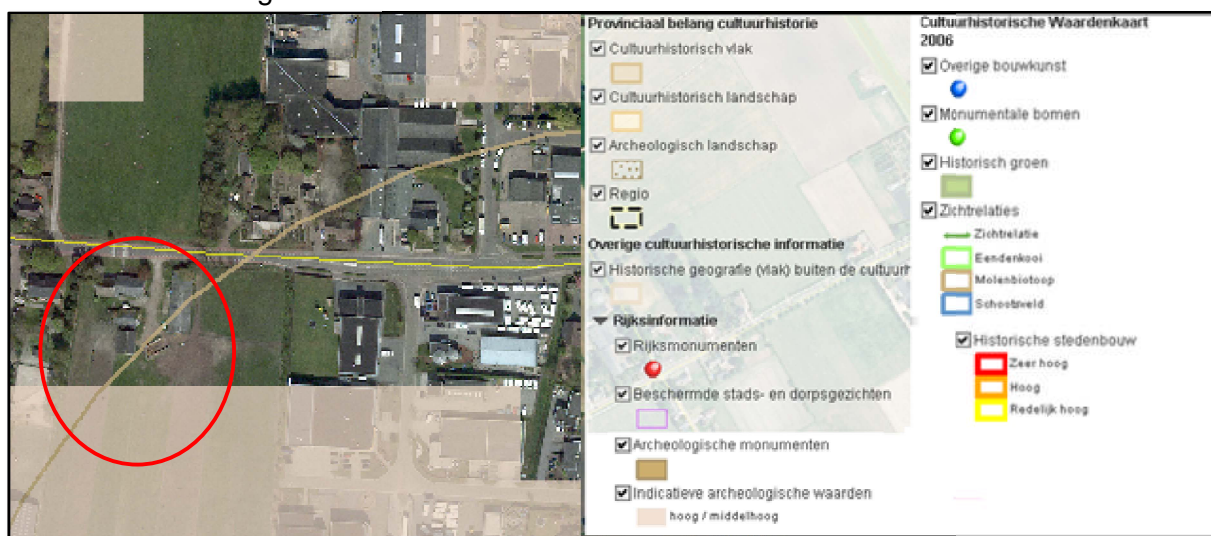 Provinciaal belang cultuurhistorie
Cultuurhistorisch vlak
Cultuurhistorisch landschap
Archeologisch landschap
Regio
Overige cultuurhistorische informatie
Historische geografie (vlak) buiten de cultuurh
Rijksinformatie
Rijksmonumenten
Beschermde stads- en dorpsgezichten
Archeologische monumenten
Indicatieve archeologische waarden
hoog / middelhoog
Cultuurhistorische Waardenkaart
2006
Overige bouwkunst
Monumentale bomen
Historisch groen
Zichtrelaties
Zichtrelatie
Eendenkooi
Molenbiotoop
Schootsveld
Historische stedenbouw
Zeer hoog
Hoog
Redelijk hoog